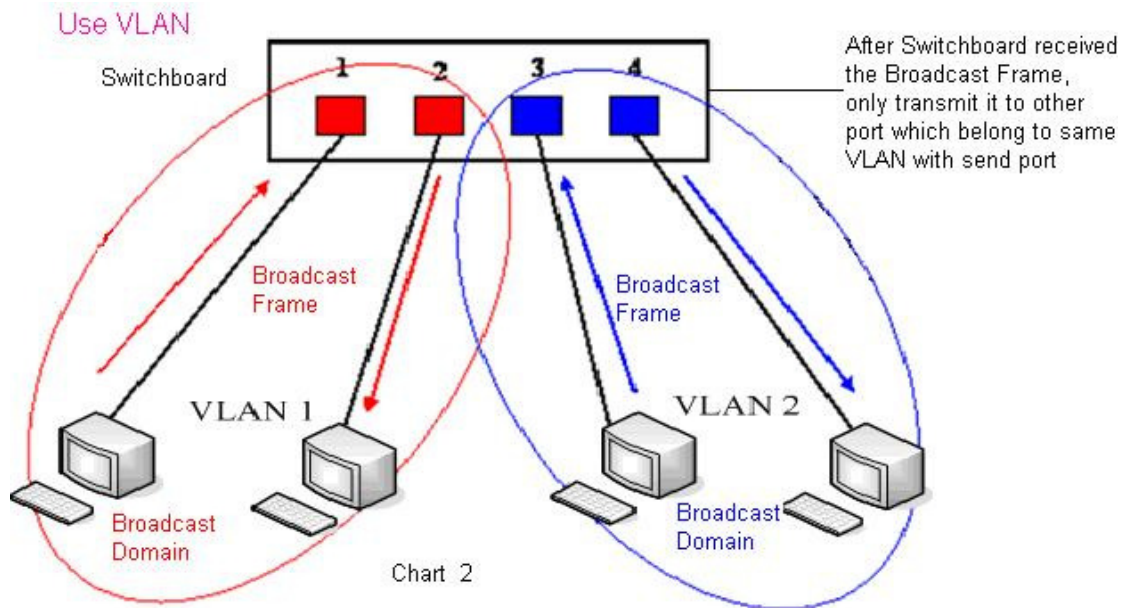 Use VLAN
Switchboard
1 2 3 4
After Switchboard received
the Broadcast Frame,
only transmit it to other
port which belong to same
VLAN with send port
Broadcast
Frame
Broadcast
Frame
VLAN 1
VLAN 2
Broadcast
Domain
Broadcast
Domain
Chart 2